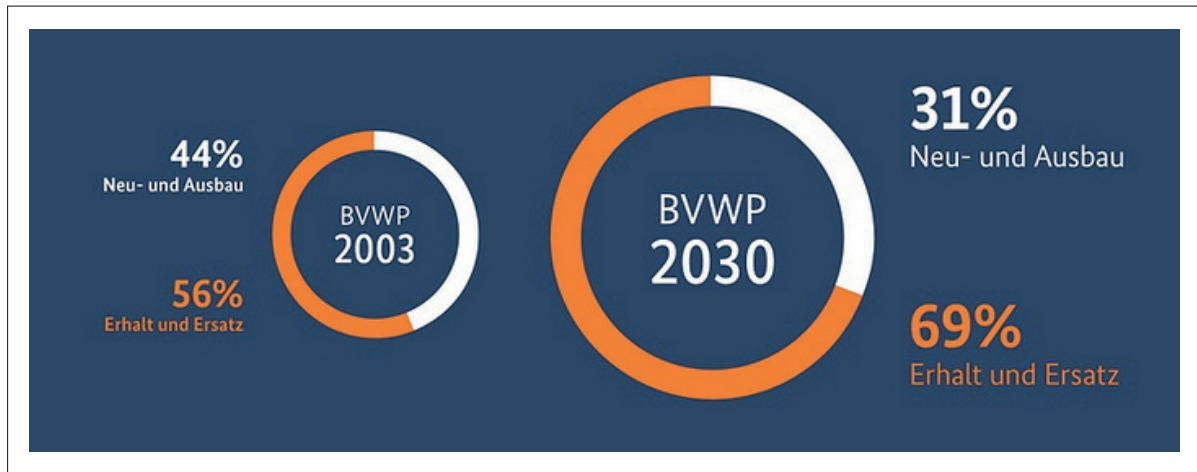 44%
Neu- und Ausbau
56%
Erhalt und Ersatz
BVWP
2003
BVWP
2030
31%
Neu- und Ausbau
69%
Erhalt und Ersatz